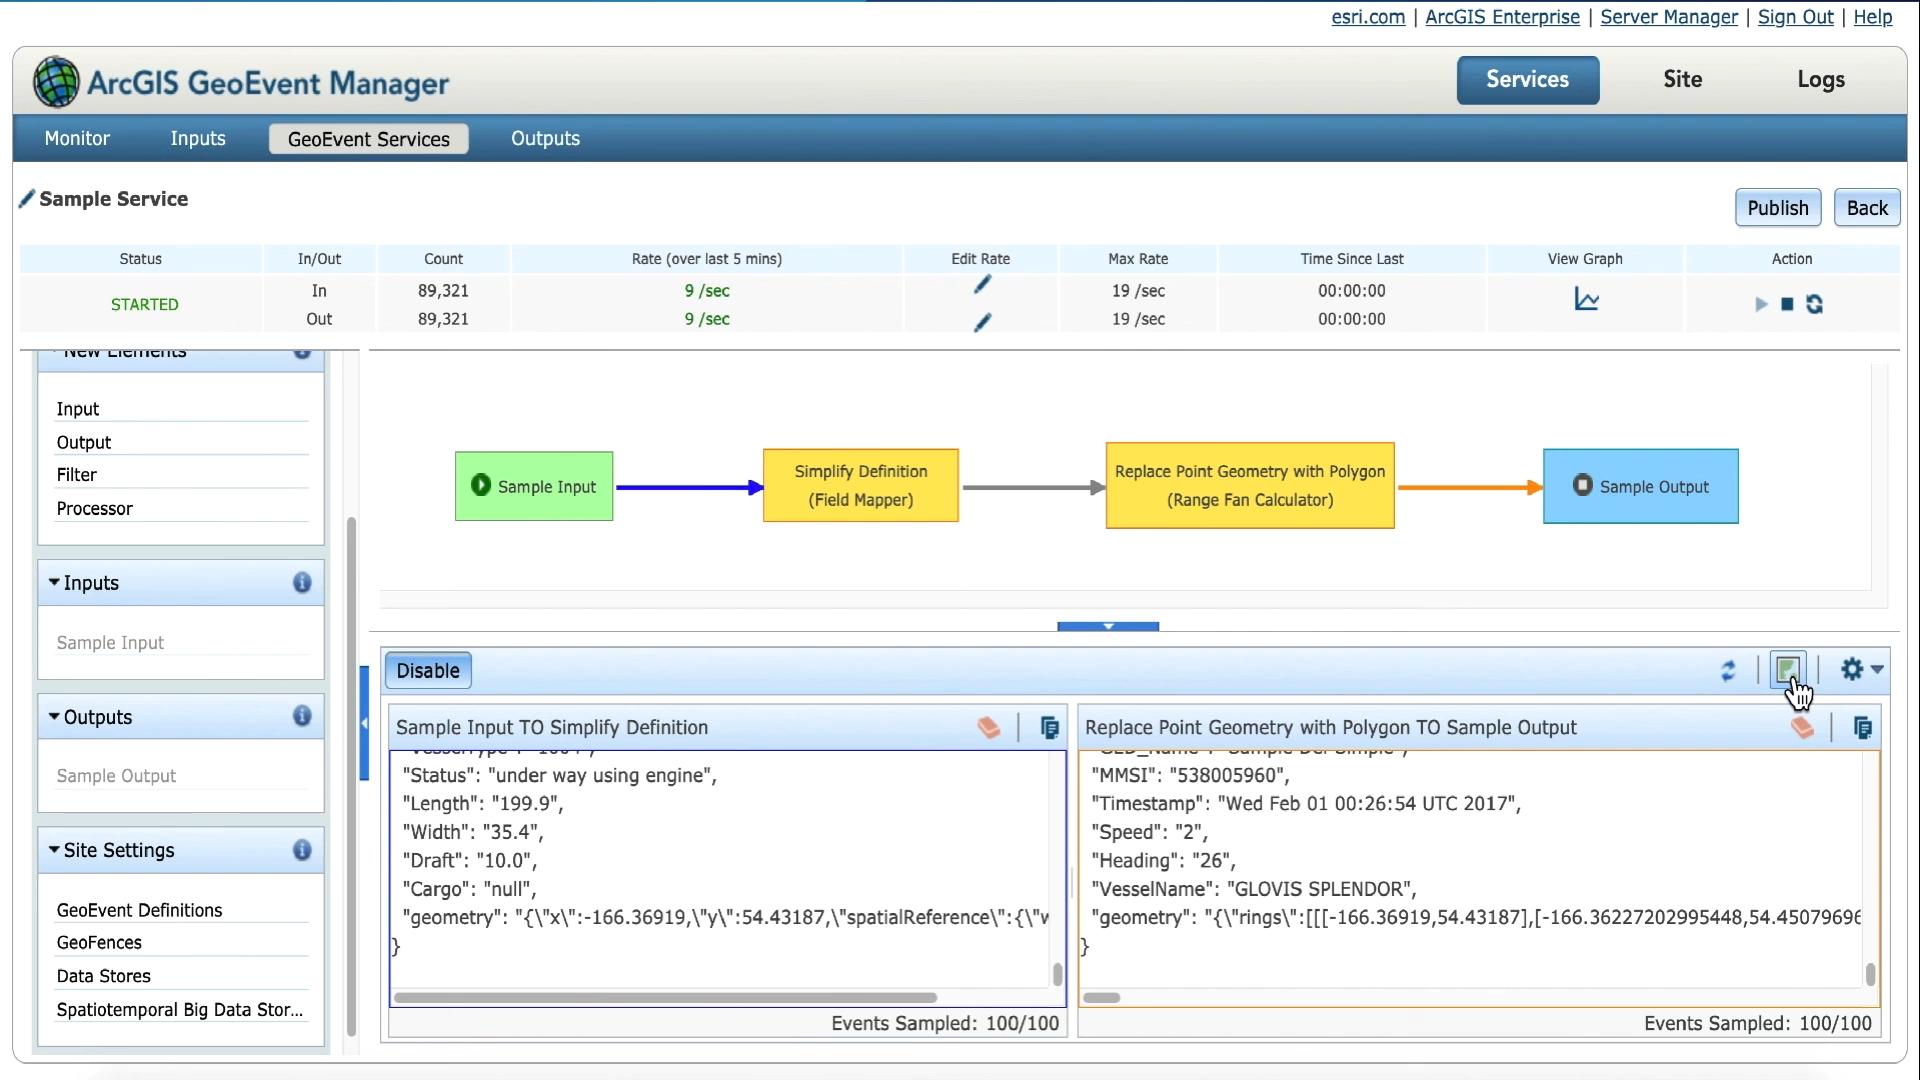 esri.com | ArcGIS Enterprise | Server Manager | Sign Out | Help
ArcGIS GeoEvent Manager
Services Site Logs
Monitor Inputs GeoEvent Services Outputs
Sample Service
Publish Back
Status In/Out Count Rate (over last 5 mins) Edit Rate Max Rate Time Since Last View Graph Action
STARTED
In 89,321 9 /sec 19 /sec 00:00:00
Out 89,321 9 /sec 19 /sec 00:00:00
New Elements
Input
Output
Filter
Processor
Inputs
Sample Input
Outputs
Sample Output
Site Settings
GeoEvent Definitions
GeoFences
Data Stores
Spatiotemporal Big Data Stor...
Sample Input
Simplify Definition
(Field Mapper)
Replace Point Geometry with Polygon
(Range Fan Calculator)
Sample Output
Disable
Sample Input TO Simplify Definition
"Status": "under way using engine",
"Length": "199.9",
"Width": "35.4",
"Draft": "10.0",
"Cargo": "null",
"geometry": "{\"x\":-166.36919,\"y\":54.43187,\"spatialReference\":{\"w
}
Events Sampled: 100/100
Replace Point Geometry with Polygon TO Sample Output
"MMSI": "538005960",
"Timestamp": "Wed Feb 01 00:26:54 UTC 2017",
"Speed": "2",
"Heading": "26",
"VesselName": "GLOVIS SPLENDOR",
"geometry": "{\"rings\":[[[-166.36919,54.43187],[-166.36227202995448,54.45079696
}
Events Sampled: 100/100